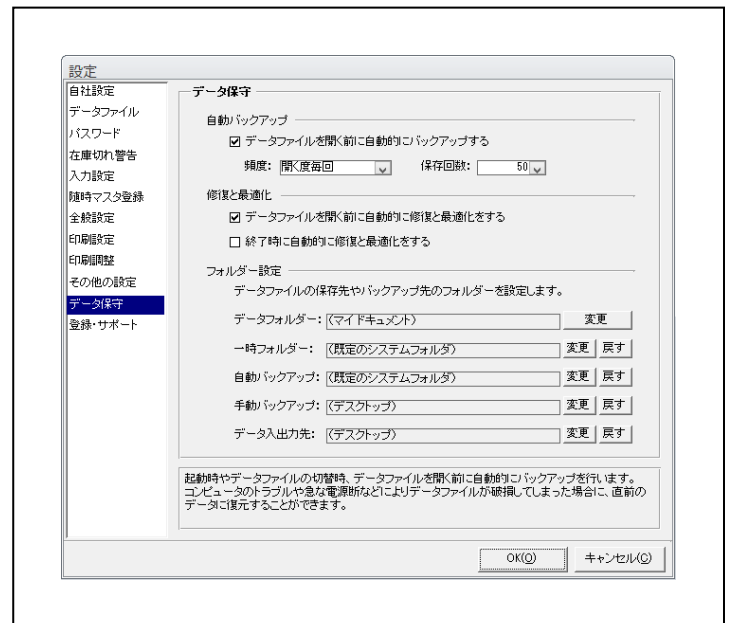 設定
自社設定
データファイル
パスワード
在庫切れ警告
入力設定
随時マスタ登録
全般設定
印刷設定
印刷調整
その他の設定
データ保守
登録・サポート
データ保守
自動バックアップ
データファイルを開く前に自動的にバックアップする
頻度: 開く度毎回 保存回数: 50
修復と最適化
データファイルを開く前に自動的に修復と最適化をする
終了時に自動的に修復と最適化をする
フォルダー設定
データファイルの保存先やバックアップ先のフォルダーを設定します。
データフォルダー: (マイドキュメント) 変更
一時フォルダー: (既定のシステムフォルダ) 変更 戻す
自動バックアップ: (既定のシステムフォルダ) 変更 戻す
手動バックアップ: (デスクトップ) 変更 戻す
データ入出力先: (デスクトップ) 変更 戻す
起動時やデータファイルの切替時、データファイルを開く前に自動的にバックアップを行います。
コンピュータのトラブルや急な電源断などによりデータファイルが破損してしまった場合に、直前の
データに復元することができます。
OK(O) キャンセル(C)